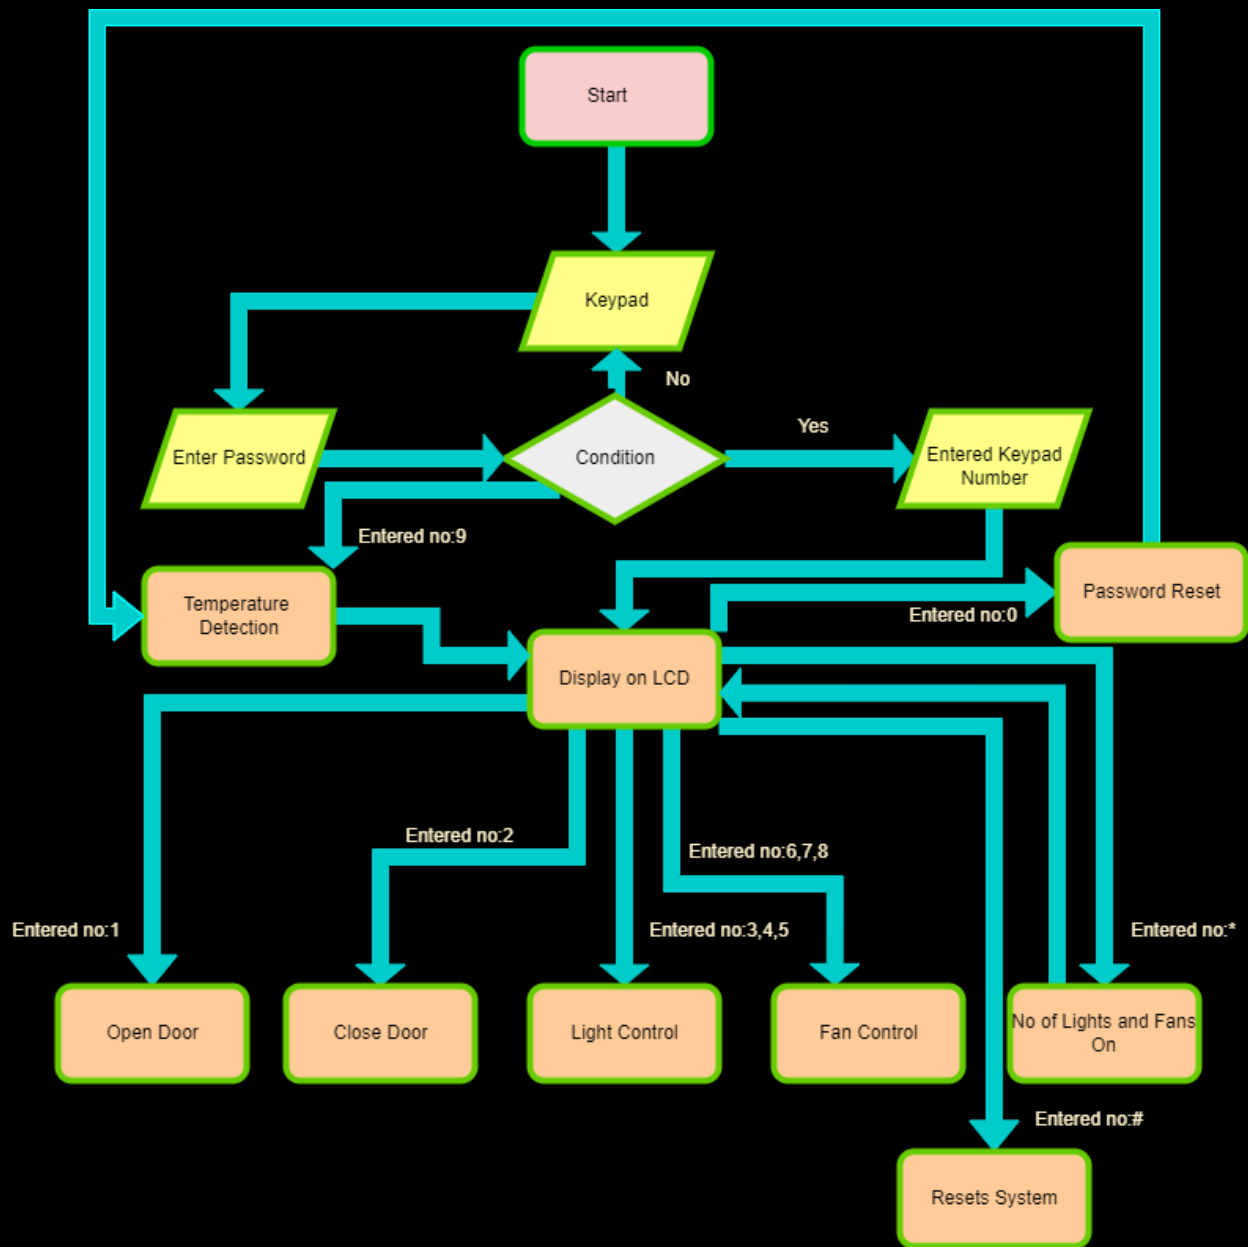 Start
Keypad
No
Yes
Enter Password
Condition
Entered Keypad
Number
Entered no:9
Temperature
Detection
Password Reset
Entered no:0
Display on LCD
Entered no:2
Entered no:6,7,8
Entered no:1
Entered no:3,4,5
Entered no:*
Open Door
Close Door
Light Control
Fan Control
No of Lights and Fans
On
Entered no:#
Resets System